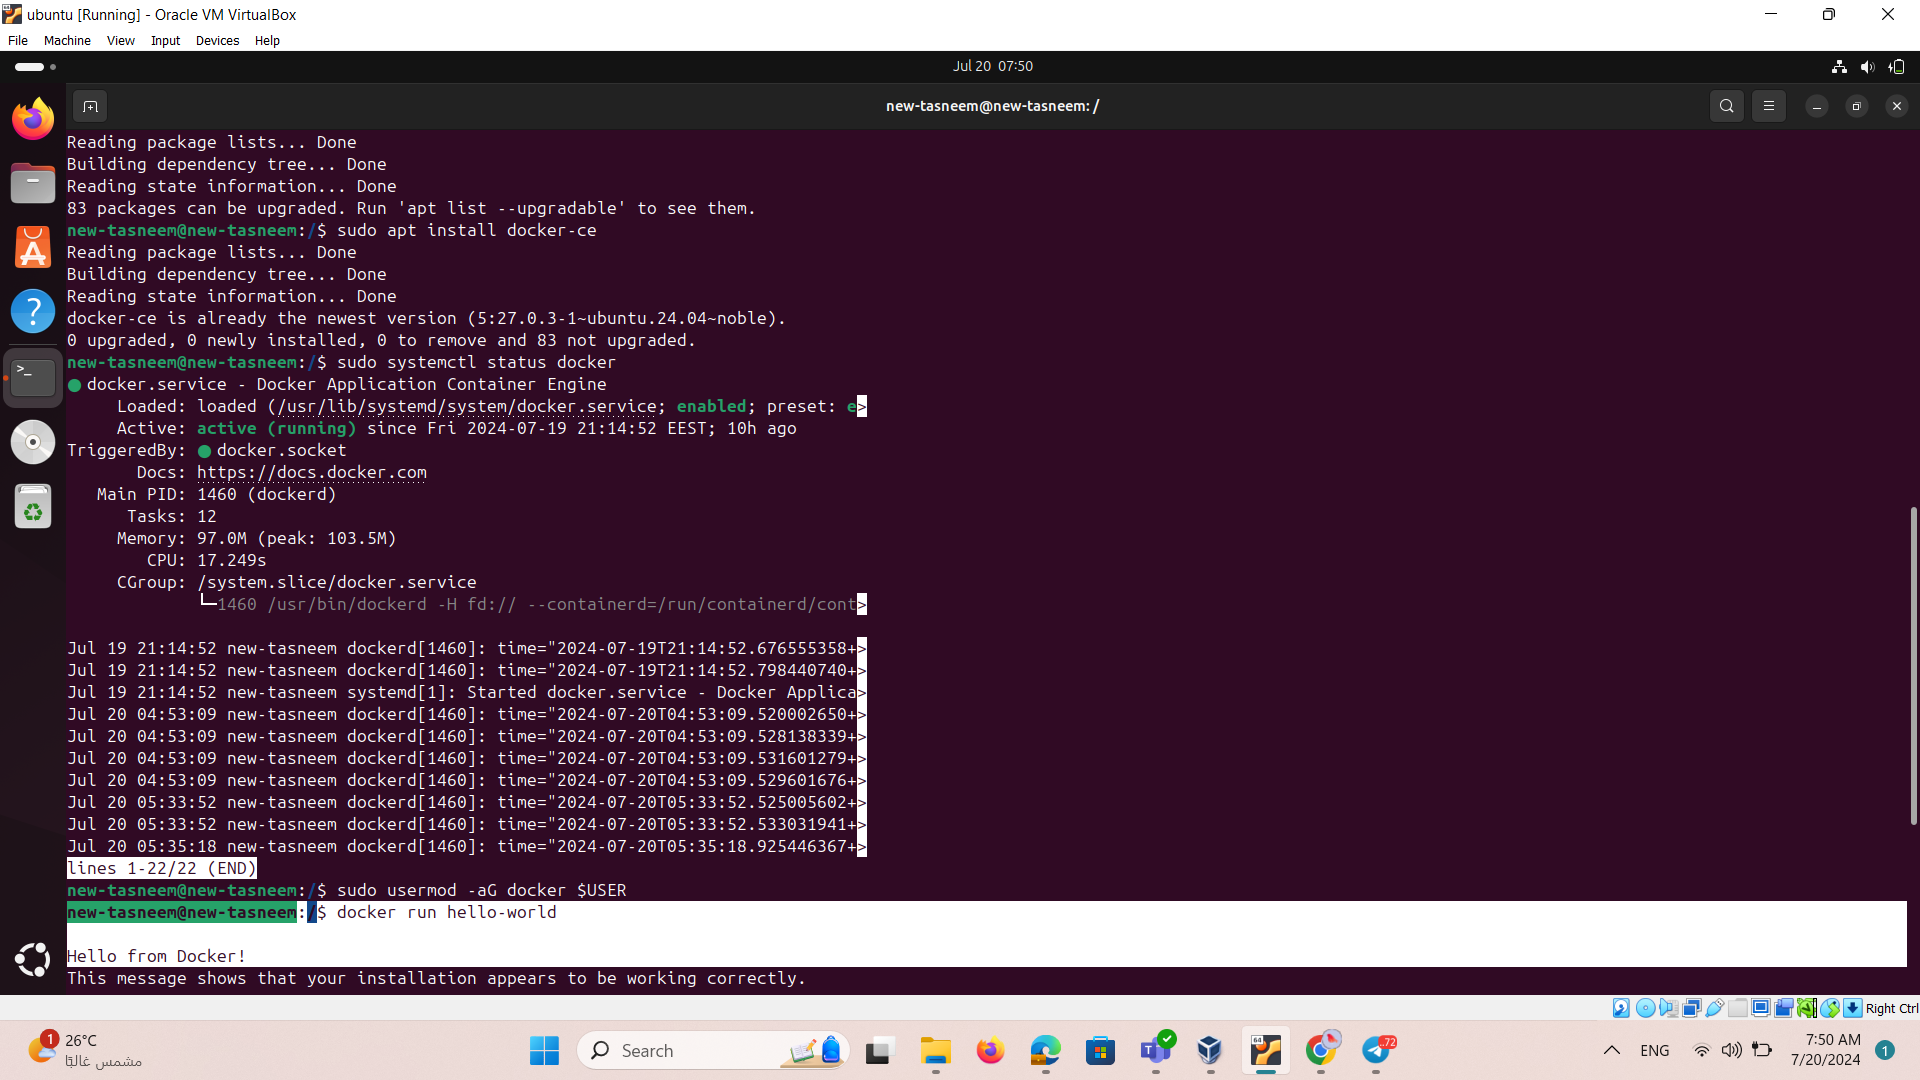 ubuntu [Running] - Oracle VM VirtualBox
File Machine View Input Devices Help
Jul 20 07:50
new-tasneem@new-tasneem: /
Reading package lists... Done
Building dependency tree... Done
Reading state information... Done
83 packages can be upgraded. Run 'apt list --upgradable' to see them.
new-tasneem@new-tasneem:/$ sudo apt install docker-ce
Reading package lists... Done
Building dependency tree... Done
Reading state information... Done
docker-ce is already the newest version (5:27.0.3-1~ubuntu.24.04~noble).
0 upgraded, 0 newly installed, 0 to remove and 83 not upgraded.
new-tasneem@new-tasneem:/$ sudo systemctl status docker
● docker.service - Docker Application Container Engine
Loaded: loaded (/usr/lib/systemd/system/docker.service; enabled; preset: e>
Active: active (running) since Fri 2024-07-19 21:14:52 EEST; 10h ago
TriggeredBy: ● docker.socket
Docs: https://docs.docker.com
Main PID: 1460 (dockerd)
Tasks: 12
Memory: 97.0M (peak: 103.5M)
CPU: 17.249s
CGroup: /system.slice/docker.service
└─1460 /usr/bin/dockerd -H fd:// --containerd=/run/containerd/cont>
Jul 19 21:14:52 new-tasneem dockerd[1460]: time="2024-07-19T21:14:52.676555358+>
Jul 19 21:14:52 new-tasneem dockerd[1460]: time="2024-07-19T21:14:52.798440740+>
Jul 19 21:14:52 new-tasneem systemd[1]: Started docker.service - Docker Applica>
Jul 20 04:53:09 new-tasneem dockerd[1460]: time="2024-07-20T04:53:09.520002650+>
Jul 20 04:53:09 new-tasneem dockerd[1460]: time="2024-07-20T04:53:09.528138339+>
Jul 20 04:53:09 new-tasneem dockerd[1460]: time="2024-07-20T04:53:09.531601279+>
Jul 20 04:53:09 new-tasneem dockerd[1460]: time="2024-07-20T04:53:09.529601676+>
Jul 20 05:33:52 new-tasneem dockerd[1460]: time="2024-07-20T05:33:52.525005602+>
Jul 20 05:33:52 new-tasneem dockerd[1460]: time="2024-07-20T05:33:52.533031941+>
Jul 20 05:35:18 new-tasneem dockerd[1460]: time="2024-07-20T05:35:18.925446367+>
lines 1-22/22 (END)
new-tasneem@new-tasneem:/$ sudo usermod -aG docker $USER
new-tasneem@new-tasneem:/$ docker run hello-world
Hello from Docker!
This message shows that your installation appears to be working correctly.
Right Ctrl
1
26°C
مشمس غالبًا
Search
64
72
ENG
7:50 AM
7/20/2024
1